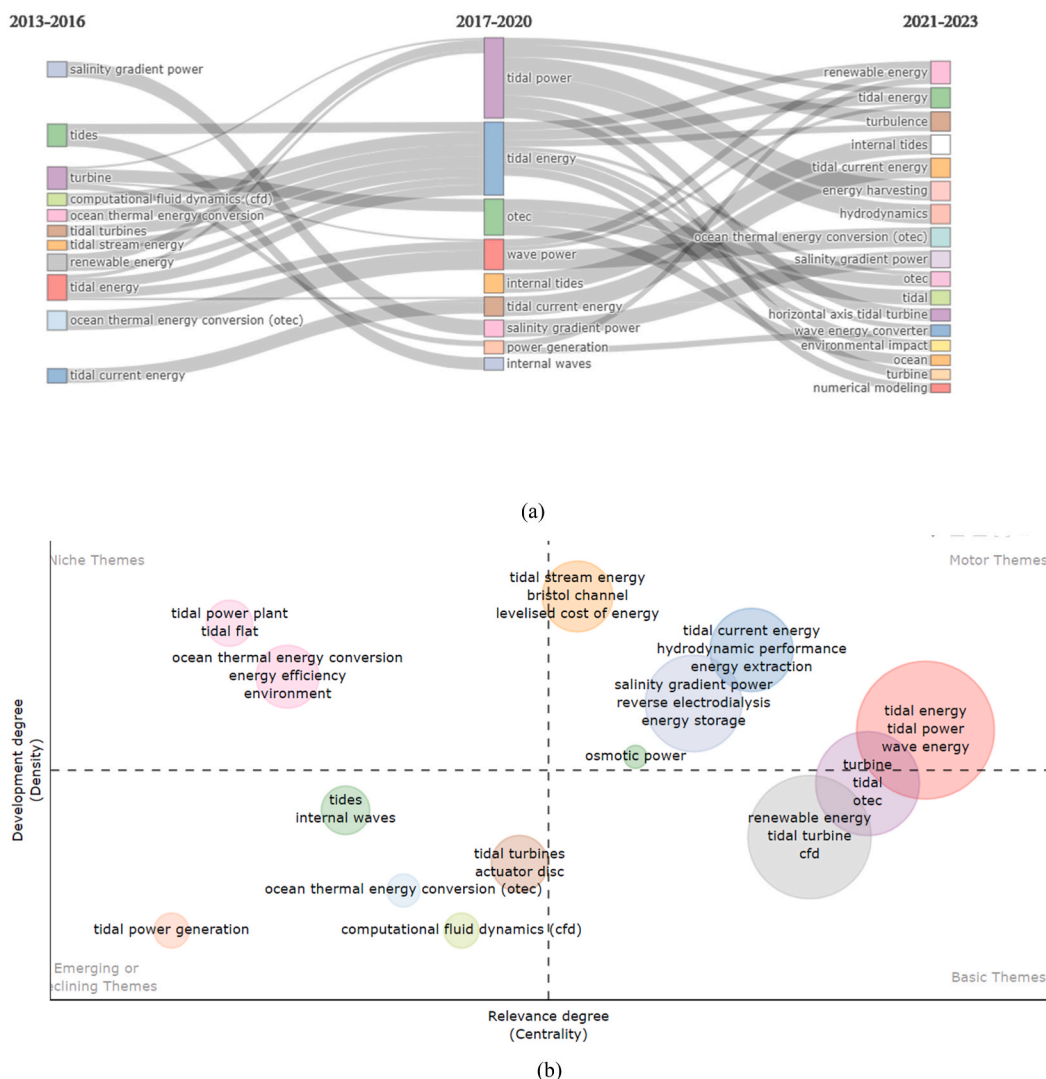 2013-2016
2017-2020
2021-2023
salinity gradient power
tides
turbine
computational fluid dynamics (cfd)
ocean thermal energy conversion
tidal turbines
tidal stream energy
renewable energy
tidal energy
ocean thermal energy conversion (otec)
tidal current energy
tidal power
tidal energy
otec
wave power
internal tides
tidal current energy
salinity gradient power
power generation
internal waves
renewable energy
tidal energy
turbulence
internal tides
tidal current energy
energy harvesting
hydrodynamics
ocean thermal energy conversion (otec)
salinity gradient power
otec
tidal
horizontal axis tidal turbine
wave energy converter
environmental impact
ocean
turbine
numerical modeling
(a)
Niche Themes
Motor Themes
tidal stream energy
bristol channel
levelised cost of energy
tidal power plant
tidal flat
ocean thermal energy conversion
energy efficiency
environment
tidal current energy
hydrodynamic performance
energy extraction
salinity gradient power
reverse electrodialysis
energy storage
tidal energy
tidal power
wave energy
osmotic power
turbine
tidal
otec
renewable energy
tidal turbine
cfd
tides
internal waves
tidal turbines
actuator disc
ocean thermal energy conversion (otec)
tidal power generation
computational fluid dynamics (cfd)
Emerging or
eclining Themes
Basic Themes
Development degree
(Density)
Relevance degree
(Centrality)
(b)